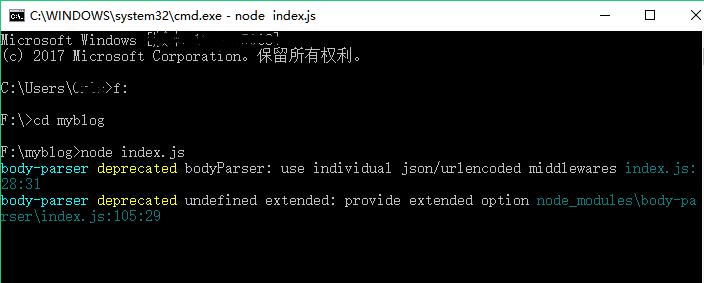 C:\WINDOWS\system32\cmd.exe - node  index.js
Microsoft Windows
(c) 2017 Microsoft Corporation。保留所有权利。
C:\Users\>f:
F:\>cd myblog
F:\myblog>node index.js
body-parser deprecated bodyParser: use individual json/urlencoded middlewares index.js:
28:31
body-parser deprecated undefined extended: provide extended option node_modules\body-pa
rser\index.js:105:29